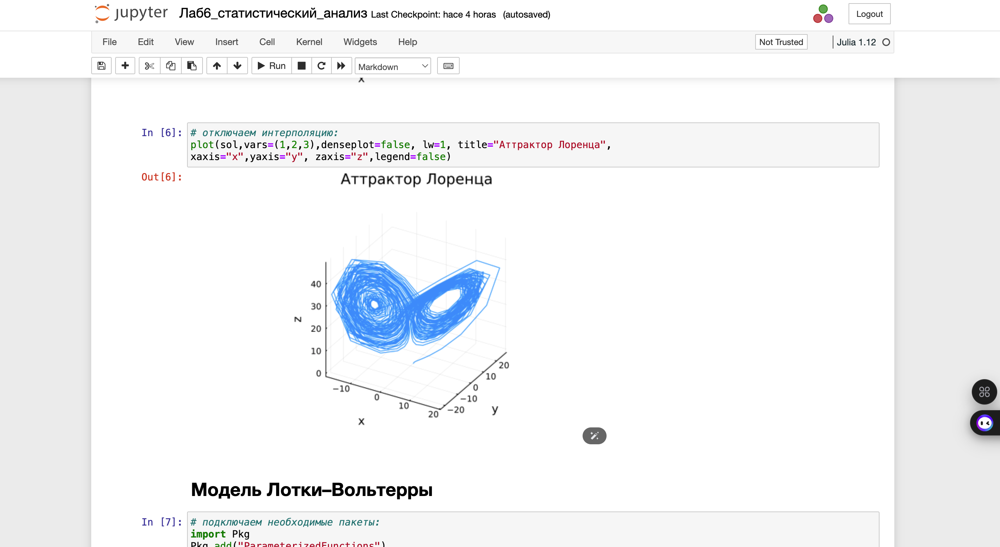 jupyter Лаб6_статистический_анализ Last Checkpoint: hace 4 horas (autosaved)
Logout
File Edit View Insert Cell Kernel Widgets Help
Not Trusted
Julia 1.12
Run
Markdown
x
In [6]:
# отключаем интерполяцию:
plot(sol,vars=(1,2,3),denseplot=false, lw=1, title="Аттрактор Лоренца",
xaxis="x",yaxis="y", zaxis="z",legend=false)
Out[6]:
Аттрактор Лоренца
40
30
z
20
10
0
−10
0
10
20
x
20
10
0
−10
−20
y
Модель Лотки–Вольтерры
In [7]:
# подключаем необходимые пакеты:
import Pkg
Pkg.add("ParameterizedFunctions")